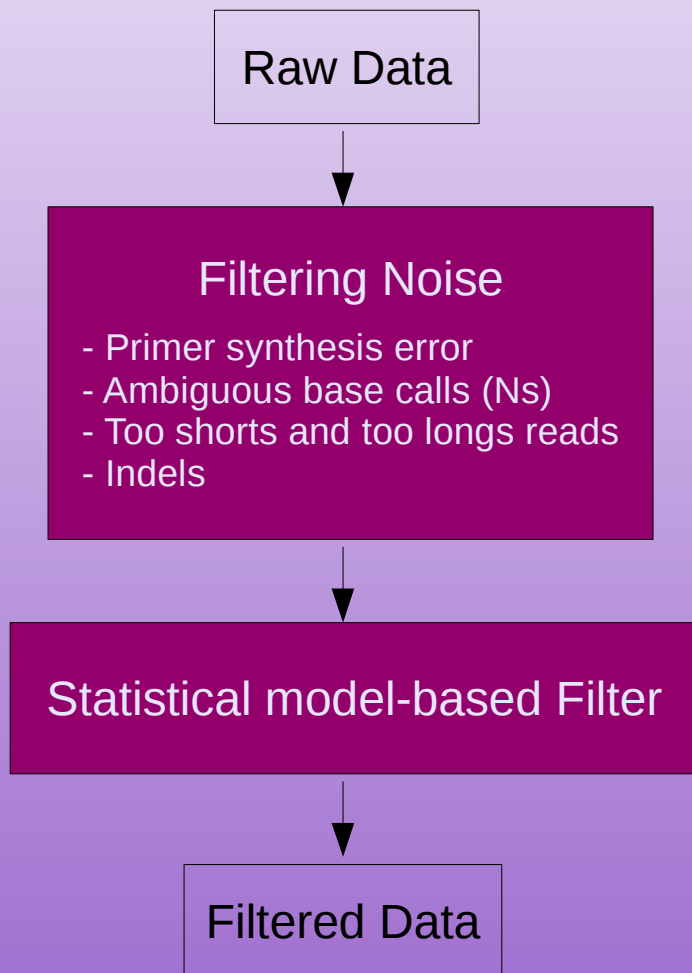 Raw Data
Filtering Noise
- Primer synthesis error
- Ambiguous base calls (Ns)
- Too shorts and too longs reads
- Indels
Statistical model-based Filter
Filtered Data